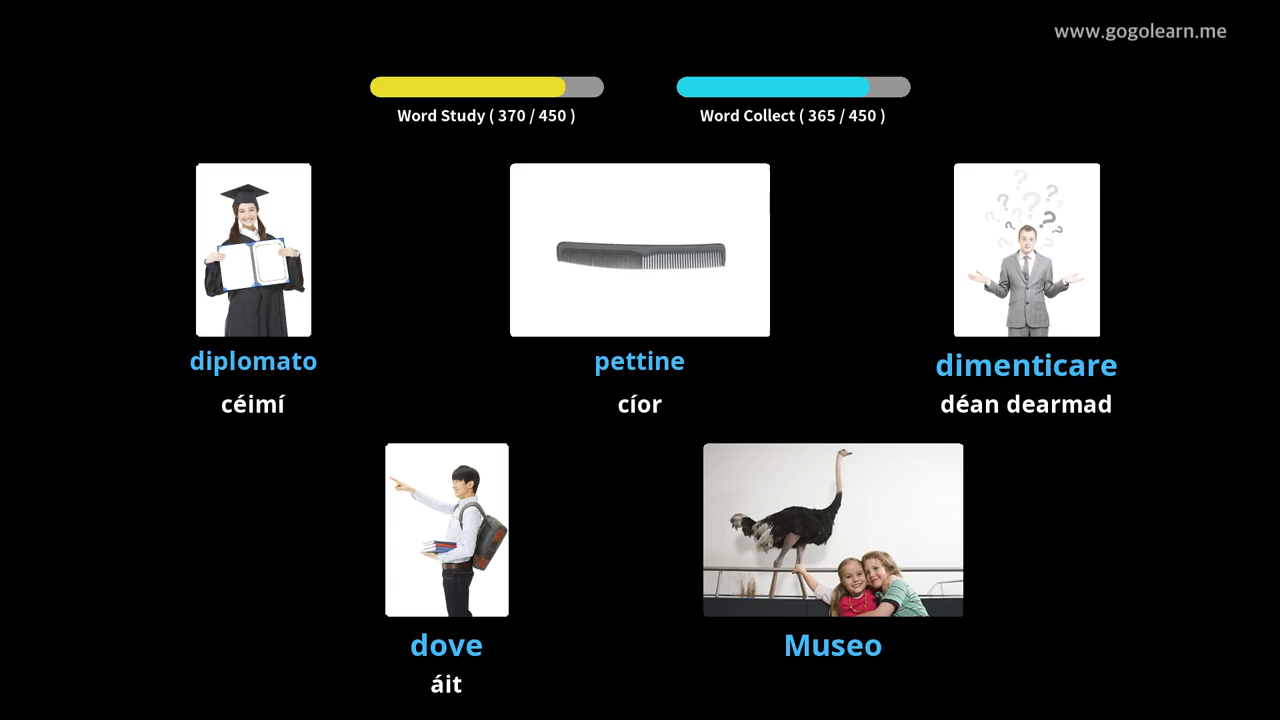 www.gogolearn.me
Word Study ( 370 / 450 )
Word Collect ( 365 / 450 )
diplomato
céimí
pettine
cíor
dimenticare
déan dearmad
dove
áit
Museo